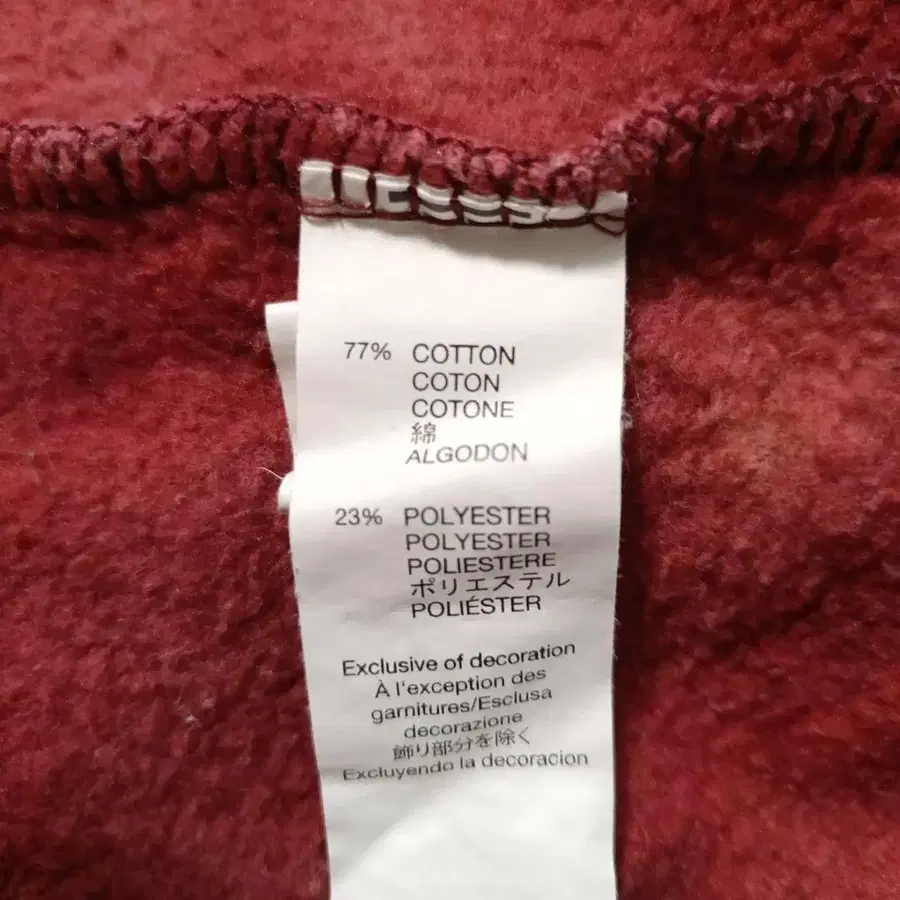 77% COTTON
COTON
COTONE
綿
ALGODON
23% POLYESTER
POLYESTER
POLIESTERE
ポリエステル
POLIÉSTER
Exclusive of decoration
À l'exception des
garnitures/Esclusa
decorazione
飾り部分を除く
Excluyendo la decoracion